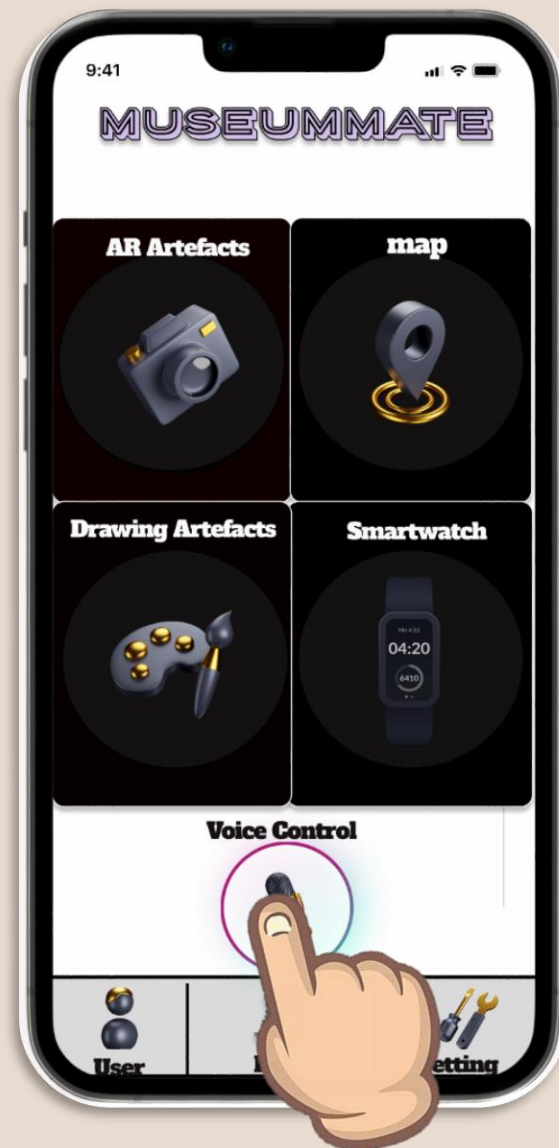 9:41
MUSEUMMATE
AR Artefacts
map
Drawing Artefacts
Smartwatch
04:20
6410
Voice Control
User
etting